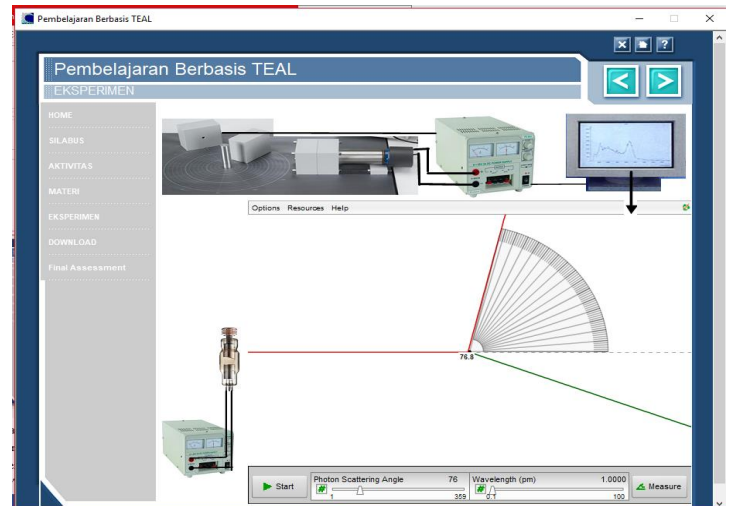 Pembelajaran Berbasis TEAL
Pembelajaran Berbasis TEAL
EKSPERIMEN
HOME
SILABUS
AKTIVITAS
MATERI
EKSPERIMEN
DOWNLOAD
Final Assessment
Options Resources Help
76.8
Start
Photon Scattering Angle 76
1 359
Wavelength (pm) 1.0000
0.1 100
Measure